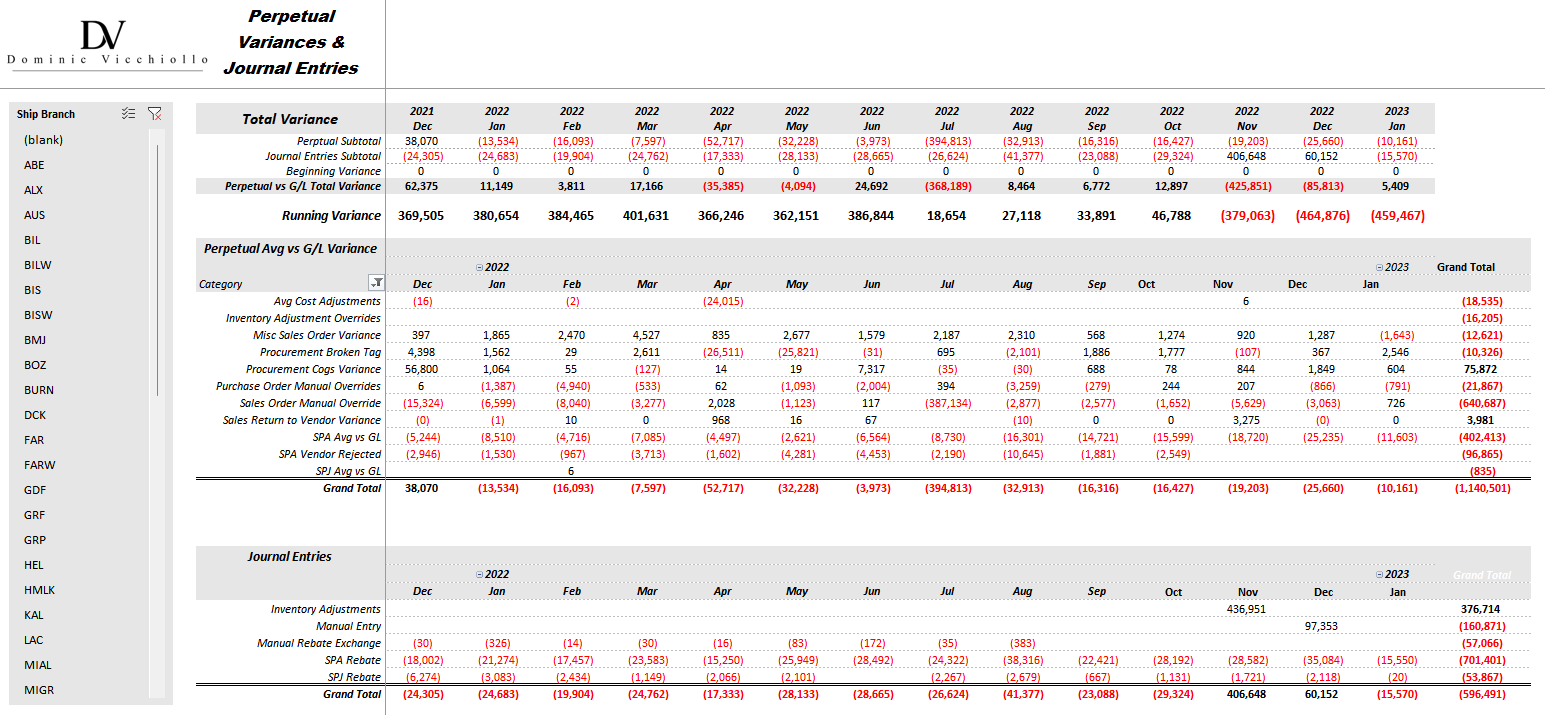 DV
Dominic Vicchiollo
Perpetual
Variances &
Journal Entries
Ship Branch
(blank)
ABE
ALX
AUS
BIL
BILW
BIS
BISW
BMJ
BOZ
BURN
DCK
FAR
FARW
GDF
GRF
GRP
HEL
HMLK
KAL
LAC
MIAL
MIGR
Total Variance 2021 2022 2022 2022 2022 2022 2022 2022 2022 2022 2022 2022 2022 2023
Dec Jan Feb Mar Apr May Jun Jul Aug Sep Oct Nov Dec Jan
Perptual Subtotal 38,070 (13,534) (16,093) (7,597) (52,717) (32,228) (3,973) (394,813) (32,913) (16,316) (16,427) (19,203) (25,660) (10,161)
Journal Entries Subtotal (24,305) (24,683) (19,904) (24,762) (17,333) (28,133) (28,665) (26,624) (41,377) (23,088) (29,324) 406,648 60,152 (15,570)
Beginning Variance 0 0 0 0 0 0 0 0 0 0 0 0 0 0
Perpetual vs G/L Total Variance 62,375 11,149 3,811 17,166 (35,385) (4,094) 24,692 (368,189) 8,464 6,772 12,897 (425,851) (85,813) 5,409
Running Variance 369,505 380,654 384,465 401,631 366,246 362,151 386,844 18,654 27,118 33,891 46,788 (379,063) (464,876) (459,467)
Perpetual Avg vs G/L Variance
2022 2023 Grand Total
Category Dec Jan Feb Mar Apr May Jun Jul Aug Sep Oct Nov Dec Jan
Avg Cost Adjustments (16) (2) (24,015) 6 (18,535)
Inventory Adjustment Overrides (16,205)
Misc Sales Order Variance 397 1,865 2,470 4,527 835 2,677 1,579 2,187 2,310 568 1,274 920 1,287 (1,643) (12,621)
Procurement Broken Tag 4,398 1,562 29 2,611 (26,511) (25,821) (31) 695 (2,101) 1,886 1,777 (107) 367 2,546 (10,326)
Procurement Cogs Variance 56,800 1,064 55 (127) 14 19 7,317 (35) (30) 688 78 844 1,849 604 75,872
Purchase Order Manual Overrides 6 (1,387) (4,940) (533) 62 (1,093) (2,004) 394 (3,259) (279) 244 207 (866) (791) (21,867)
Sales Order Manual Override (15,324) (6,599) (8,040) (3,277) 2,028 (1,123) 117 (387,134) (2,877) (2,577) (1,652) (5,629) (3,063) 726 (640,687)
Sales Return to Vendor Variance (0) (1) 10 0 968 16 67 (10) 0 0 3,275 (0) 0 3,981
SPA Avg vs GL (5,244) (8,510) (4,716) (7,085) (4,497) (2,621) (6,564) (8,730) (16,301) (14,721) (15,599) (18,720) (25,235) (11,603) (402,413)
SPA Vendor Rejected (2,946) (1,530) (967) (3,713) (1,602) (4,281) (4,453) (2,190) (10,645) (1,881) (2,549) (96,865)
SPJ Avg vs GL 6 (835)
Grand Total 38,070 (13,534) (16,093) (7,597) (52,717) (32,228) (3,973) (394,813) (32,913) (16,316) (16,427) (19,203) (25,660) (10,161) (1,140,501)
Journal Entries
2022 2023 Grand Total
Dec Jan Feb Mar Apr May Jun Jul Aug Sep Oct Nov Dec Jan
Inventory Adjustments 436,951 376,714
Manual Entry 97,353 (160,871)
Manual Rebate Exchange (30) (326) (14) (30) (16) (83) (172) (35) (383) (57,066)
SPA Rebate (18,002) (21,274) (17,457) (23,583) (15,250) (25,949) (28,492) (24,322) (38,316) (22,421) (28,192) (28,582) (35,084) (15,550) (701,401)
SPJ Rebate (6,274) (3,083) (2,434) (1,149) (2,066) (2,101) (2,267) (2,679) (667) (1,131) (1,721) (2,118) (20) (53,867)
Grand Total (24,305) (24,683) (19,904) (24,762) (17,333) (28,133) (28,665) (26,624) (41,377) (23,088) (29,324) 406,648 60,152 (15,570) (596,491)